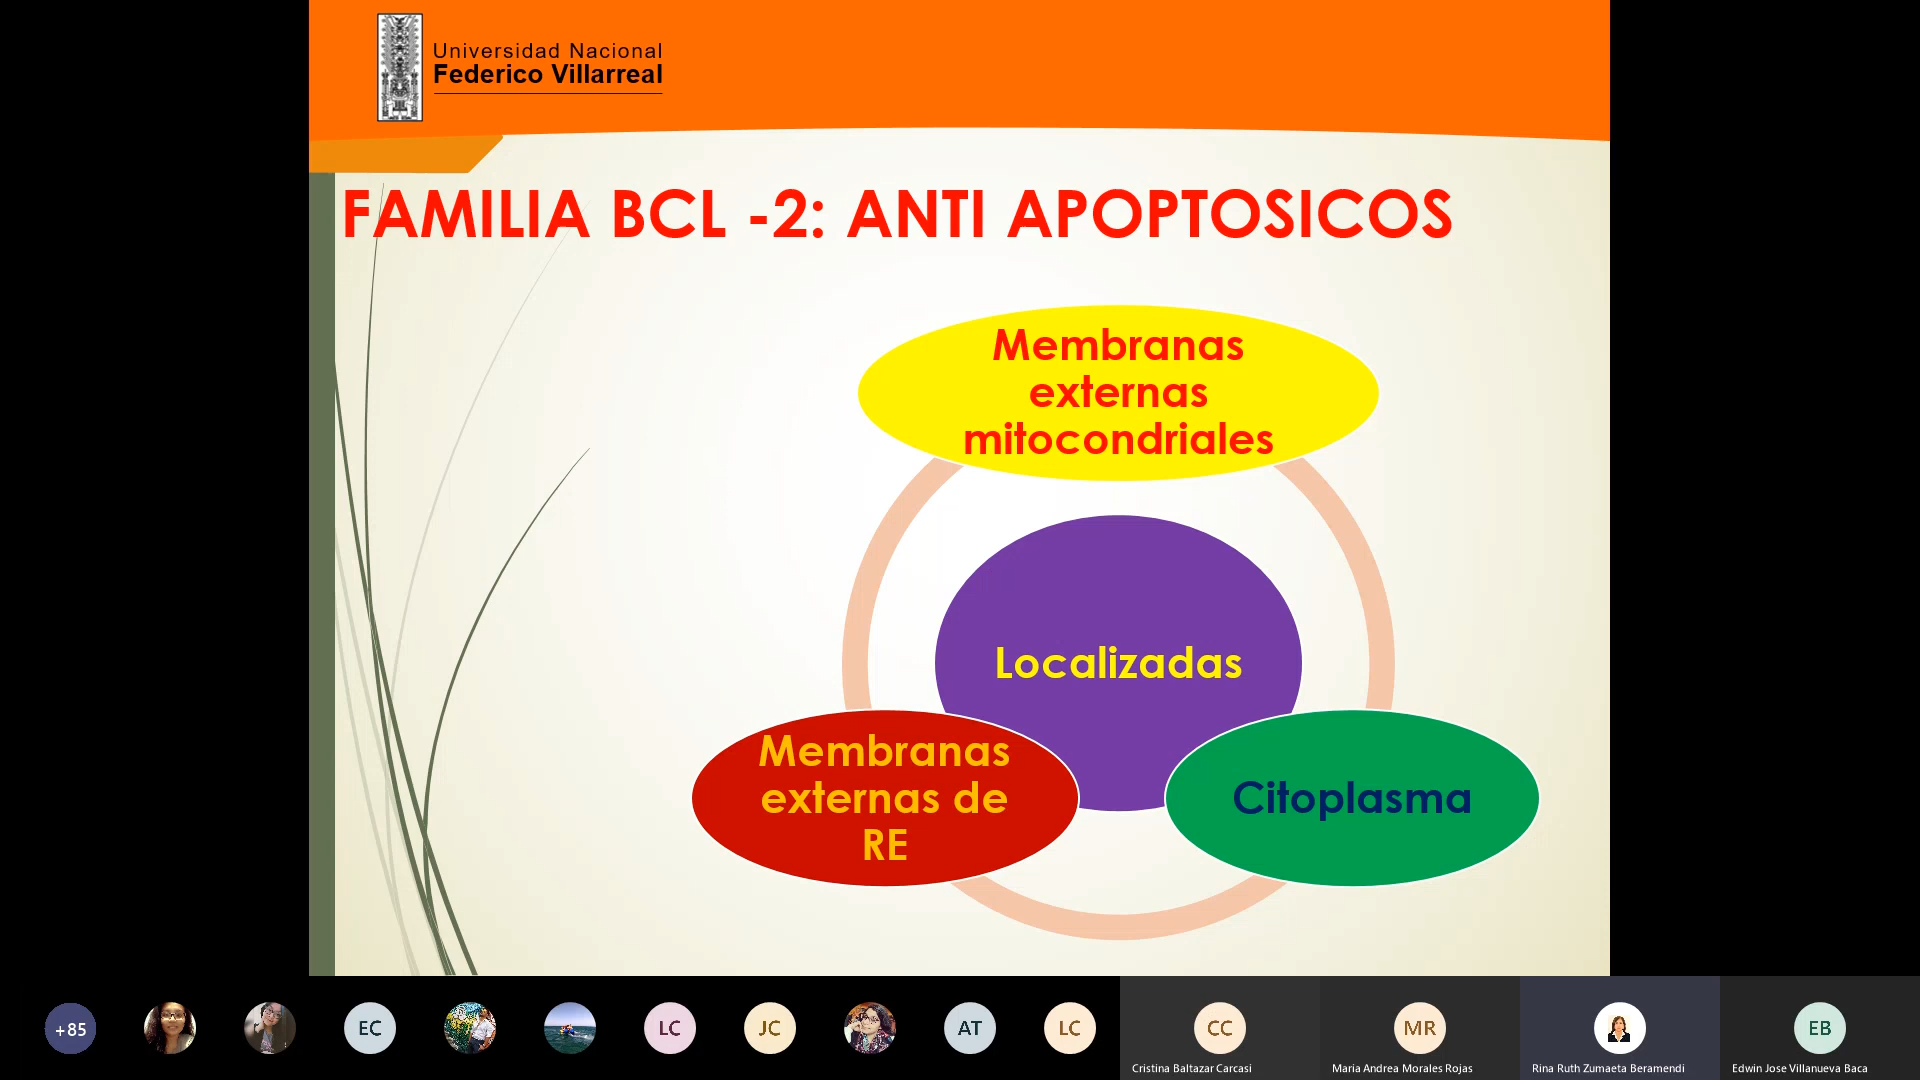 Universidad Nacional
Federico Villarreal
FAMILIA BCL -2: ANTI APOPTOSICOS
Membranas
externas
mitocondriales
Localizadas
Membranas
externas de
RE
Citoplasma
+85
EC
LC
JC
AT
LC
CC
Cristina Baltazar Carcasi
MR
Maria Andrea Morales Rojas
Rina Ruth Zumaeta Beramendi
EB
Edwin Jose Villanueva Baca